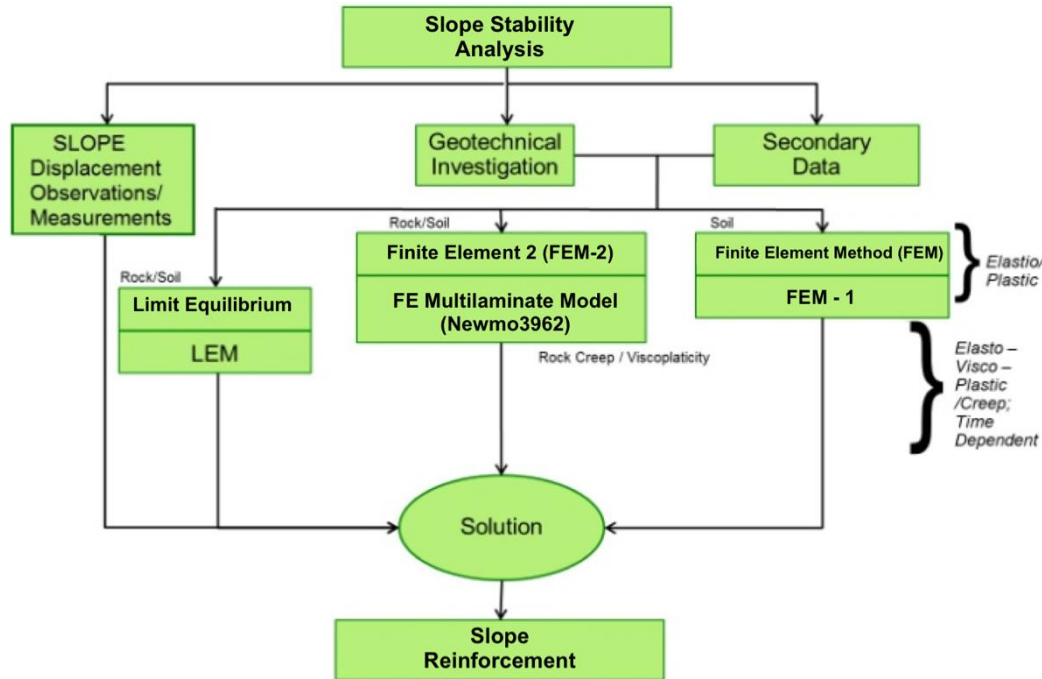 Slope Stability
Analysis
SLOPE
Displacement
Observations/
Measurements
Geotechnical
Investigation
Secondary
Data
Rock/Soil
Limit Equilibrium
LEM
Rock/Soil
Finite Element 2 (FEM-2)
FE Multilaminate Model
(Newmo3962)
Rock Creep / Viscoplaticity
Soil
Finite Element Method (FEM)
FEM - 1
Elastio/
Plastic
Elasto –
Visco –
Plastic
/Creep;
Time
Dependent
Solution
Slope
Reinforcement